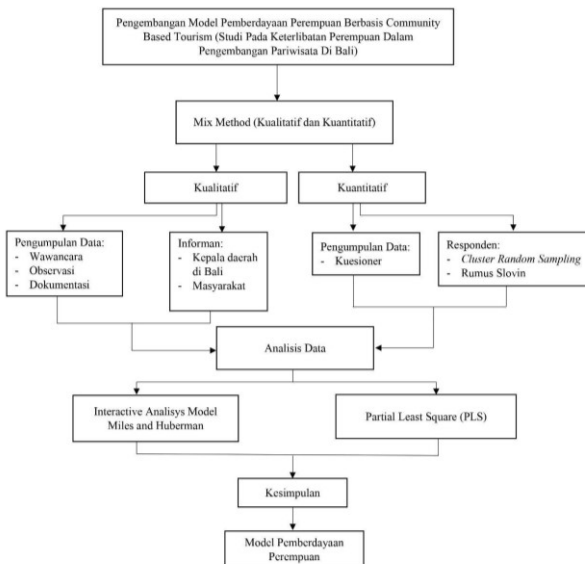 Pengembangan Model Pemberdayaan Perempuan Berbasis Community
Based Tourism (Studi Pada Keterlibatan Perempuan Dalam
Pengembangan Pariwisata Di Bali)
Mix Method (Kualitatif dan Kuantitatif)
Kualitatif
Kuantitatif
Pengumpulan Data:
- Wawancara
- Observasi
- Dokumentasi
Informan:
- Kepala daerah
di Bali
- Masyarakat
Pengumpulan Data:
- Kuesioner
Responden:
- Cluster Random Sampling
- Rumus Slovin
Analisis Data
Interactive Analisys Model
Miles and Huberman
Partial Least Square (PLS)
Kesimpulan
Model Pemberdayaan
Perempuan